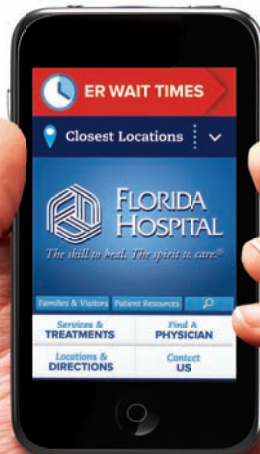 ER WAIT TIMES
Closest Locations
FLORIDA
HOSPITAL
The skill to heal. The spirit to care.®
Families & Visitors Patient Resources
Services & Find A
TREATMENTS PHYSICIAN
Locations & Contact
DIRECTIONS US